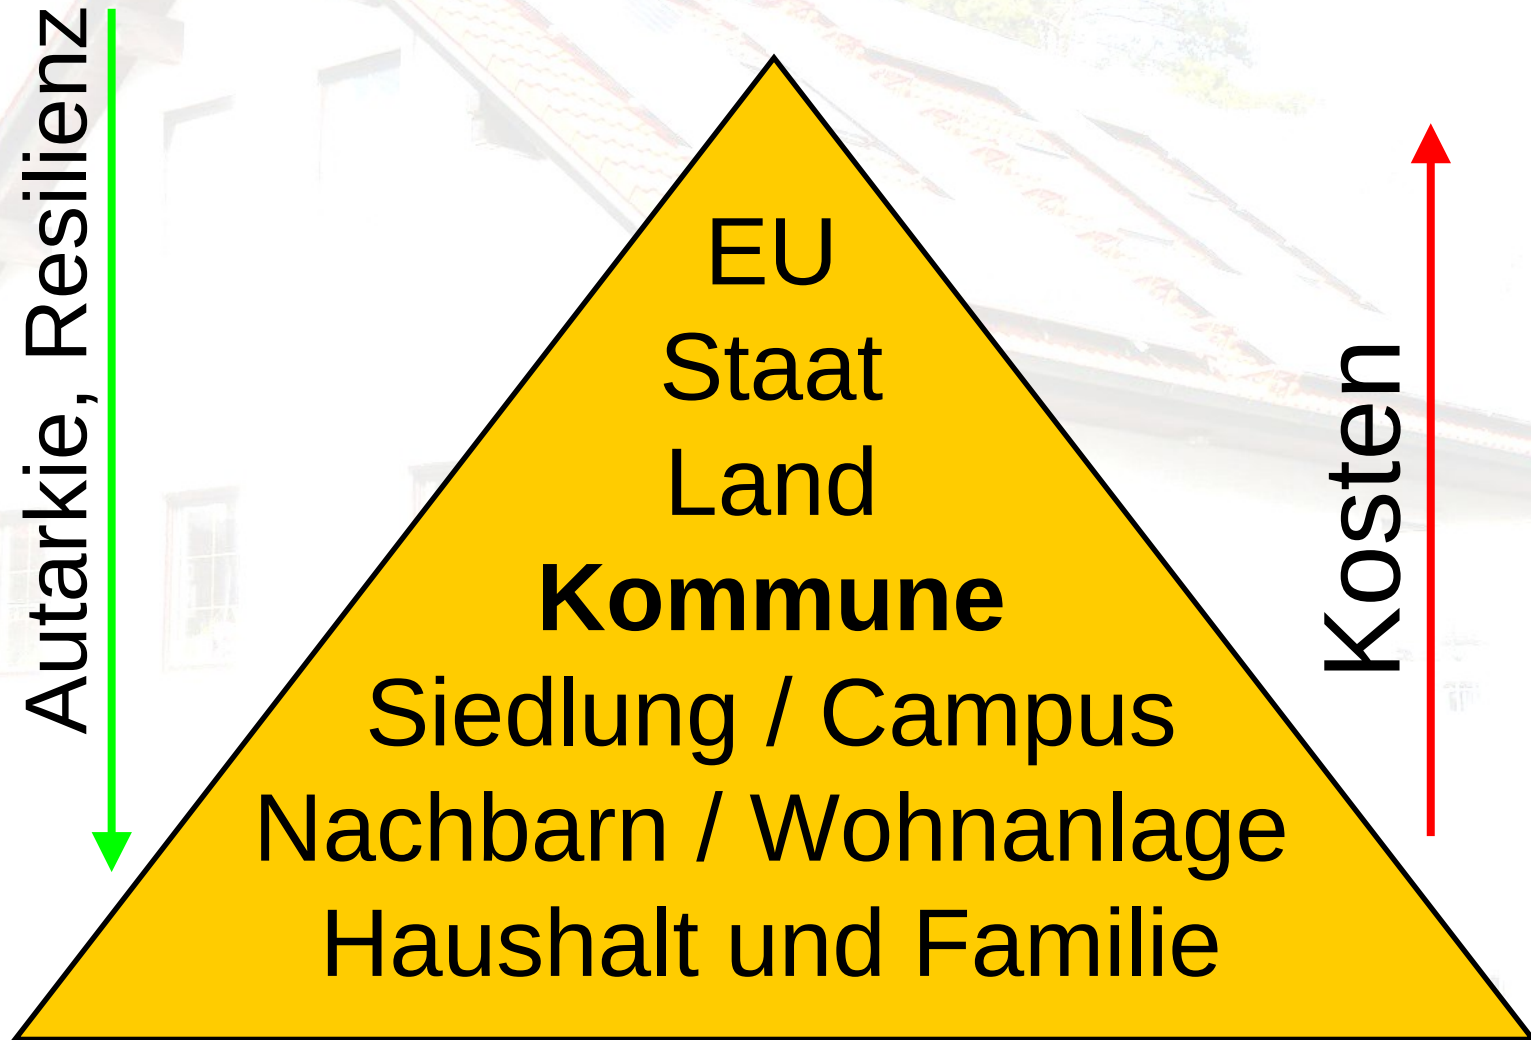 Autarkie, Resilienz
EU
Staat
Land
Kommune
Siedlung / Campus
Nachbarn / Wohnanlage
Haushalt und Familie
Kosten